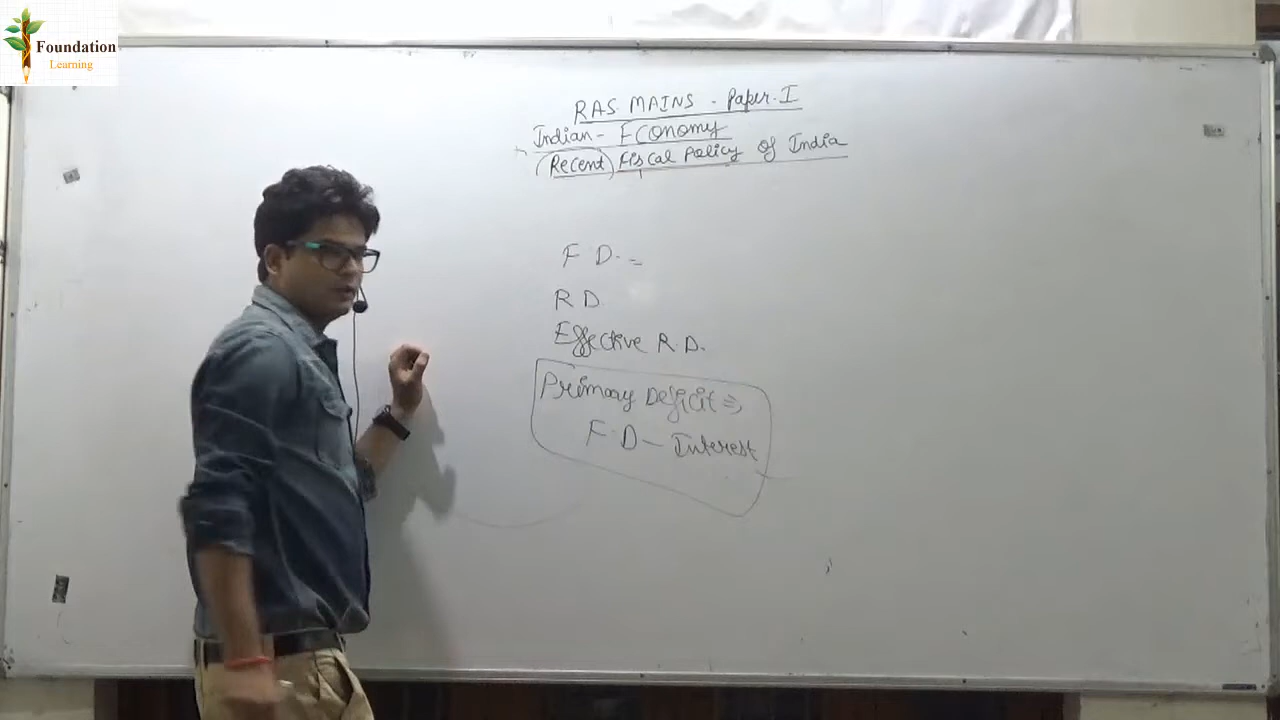 Foundation
Learning
RAS MAINS - Paper-I
Indian - Economy
(Recent) Fiscal Policy of India
F D. =
R D.
Effective R.D.
Primary Deficit =>
F.D - Interest